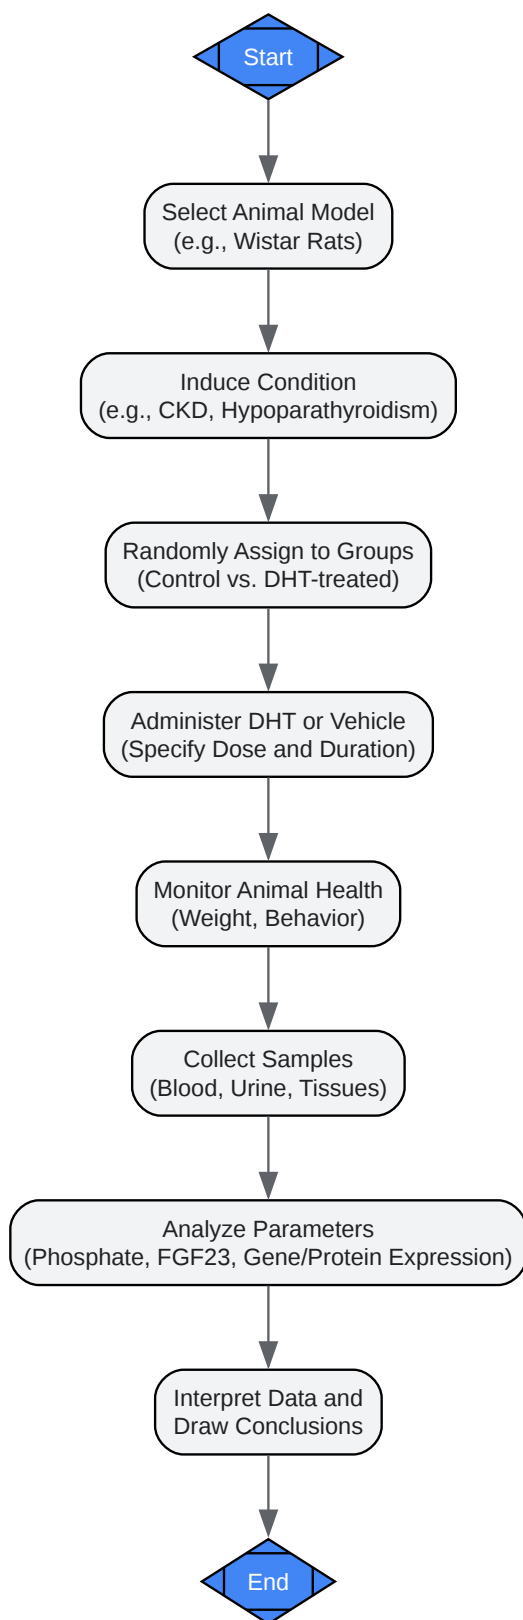 Start
Select Animal Model
(e.g., Wistar Rats)
Induce Condition
(e.g., CKD, Hypoparathyroidism)
Randomly Assign to Groups
(Control vs. DHT-treated)
Administer DHT or Vehicle
(Specify Dose and Duration)
Monitor Animal Health
(Weight, Behavior)
Collect Samples
(Blood, Urine, Tissues)
Analyze Parameters
(Phosphate, FGF23, Gene/Protein Expression)
Interpret Data and
Draw Conclusions
End